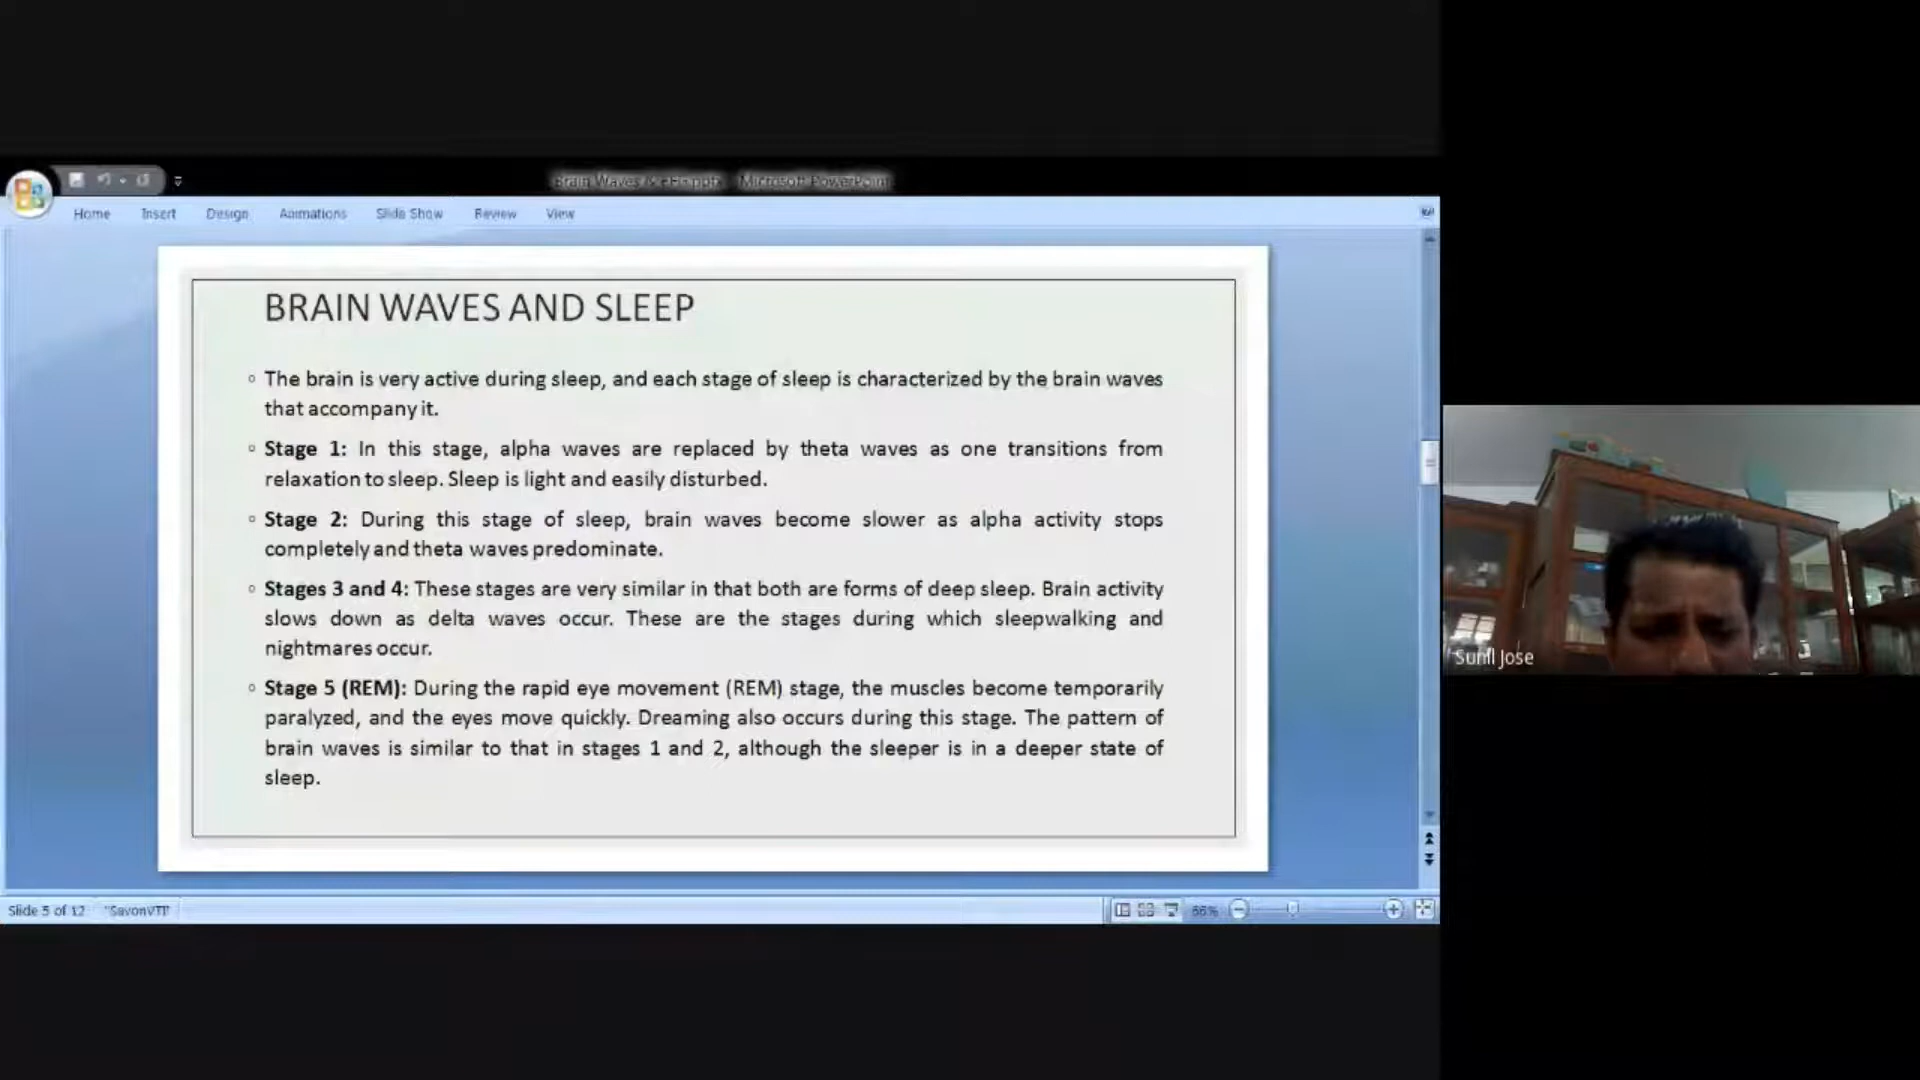 Microsoft PowerPoint
Home Insert Design Animations Slide Show Review View
BRAIN WAVES AND SLEEP
The brain is very active during sleep, and each stage of sleep is characterized by the brain waves
that accompany it.
Stage 1: In this stage, alpha waves are replaced by theta waves as one transitions from
relaxation to sleep. Sleep is light and easily disturbed.
Stage 2: During this stage of sleep, brain waves become slower as alpha activity stops
completely and theta waves predominate.
Stages 3 and 4: These stages are very similar in that both are forms of deep sleep. Brain activity
slows down as delta waves occur. These are the stages during which sleepwalking and
nightmares occur.
Stage 5 (REM): During the rapid eye movement (REM) stage, the muscles become temporarily
paralyzed, and the eyes move quickly. Dreaming also occurs during this stage. The pattern of
brain waves is similar to that in stages 1 and 2, although the sleeper is in a deeper state of
sleep.
Sunil Jose
Slide 5 of 12 "SavonVTI" 66%